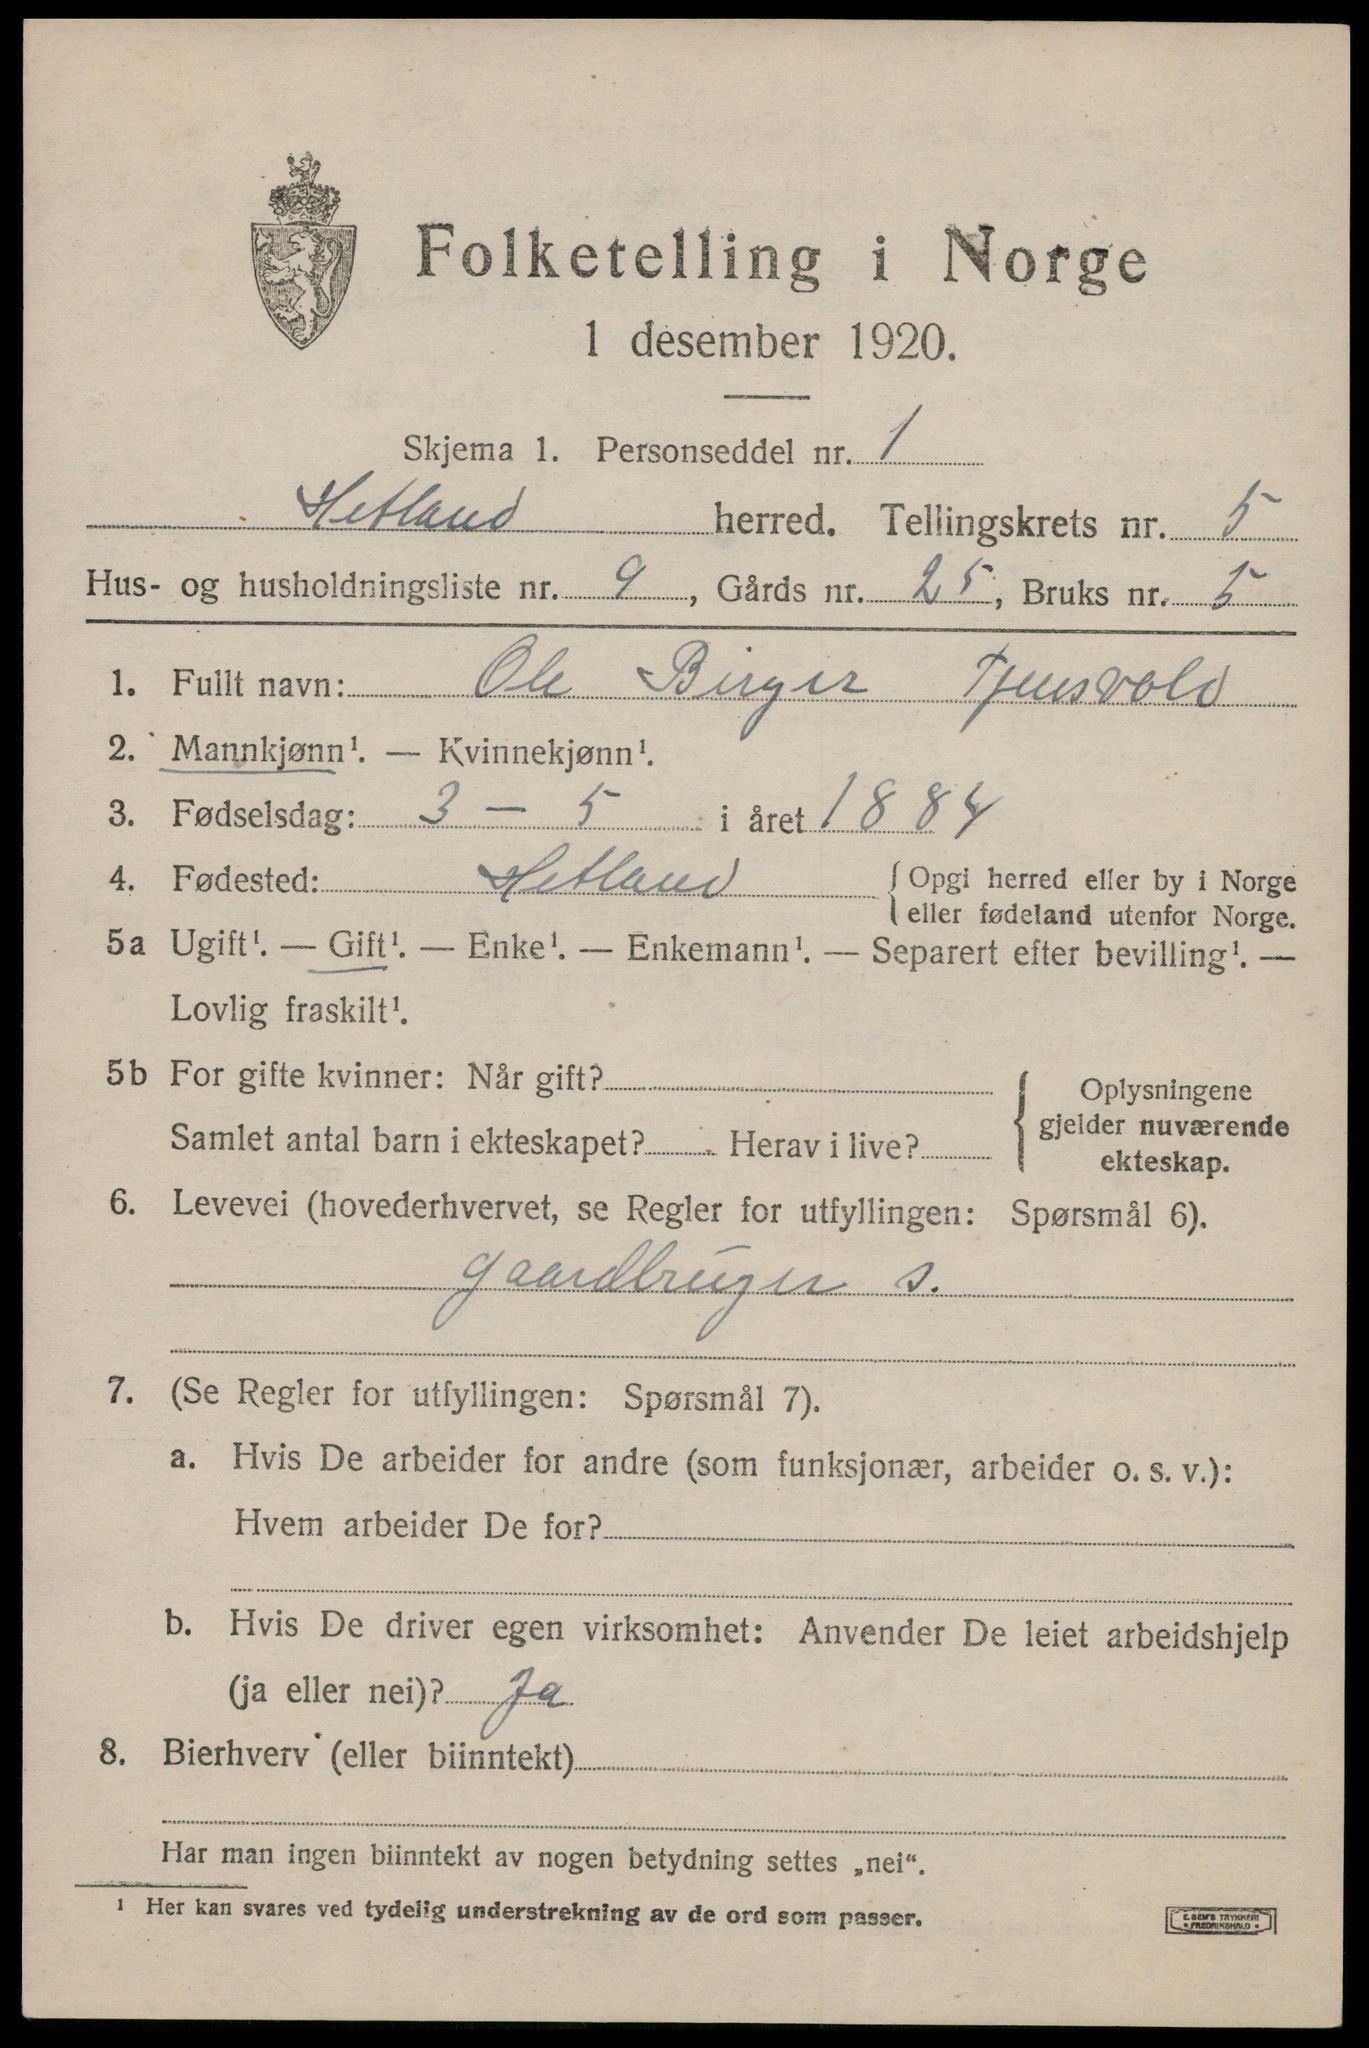 Folketelling i Norge
1 desember 1920.
Skjema 1. Personseddel nr. 1
Hetland herred. Tellingskrets nr. 5
Hus- og husholdningsliste nr. 9, Gårds nr. 25, Bruks nr. 5
1. Fullt navn: Ole Birger Tjensvold
2. Mannkjønn¹. — Kvinnekjønn¹.
3. Fødselsdag: 3 – 5 i året 1884
4. Fødested: Hetland { Opgi herred eller by i Norge
eller fødeland utenfor Norge.
5a Ugift¹. — Gift¹. — Enke¹. — Enkemann¹. — Separert efter bevilling¹. —
Lovlig fraskilt¹.
5b For gifte kvinner: Når gift?
Samlet antal barn i ekteskapet? Herav i live?
Oplysningene
gjelder nuværende
ekteskap.
6. Levevei (hovederhvervet, se Regler for utfyllingen: Spørsmål 6).
gaardbruger s.
7. (Se Regler for utfyllingen: Spørsmål 7).
a. Hvis De arbeider for andre (som funksjonær, arbeider o. s. v.):
Hvem arbeider De for?
b. Hvis De driver egen virksomhet: Anvender De leiet arbeidshjelp
(ja eller nei)? Ja
8. Bierhverv (eller biinntekt)
Har man ingen biinntekt av nogen betydning settes „nei“.
¹ Her kan svares ved tydelig understrekning av de ord som passer.
E. SEM'S TRYKKERI
FREDRIKSHALD